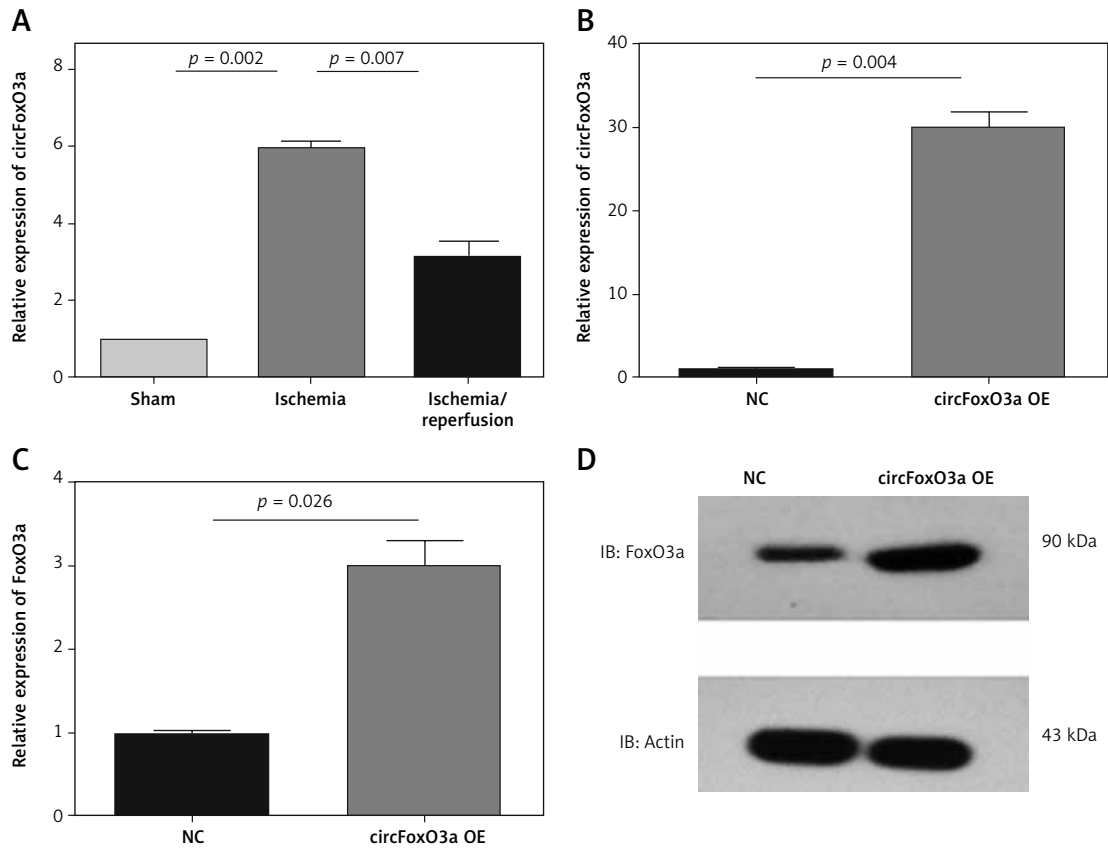 A
Relative expression of circFoxO3a
8
6
4
2
0
p = 0.002
p = 0.007
Sham
Ischemia
Ischemia/
reperfusion
B
Relative expression of circFoxO3a
40
30
20
10
0
p = 0.004
NC
circFoxO3a OE
C
Relative expression of FoxO3a
4
3
2
1
0
p = 0.026
NC
circFoxO3a OE
D
NC
circFoxO3a OE
IB: FoxO3a
90 kDa
IB: Actin
43 kDa